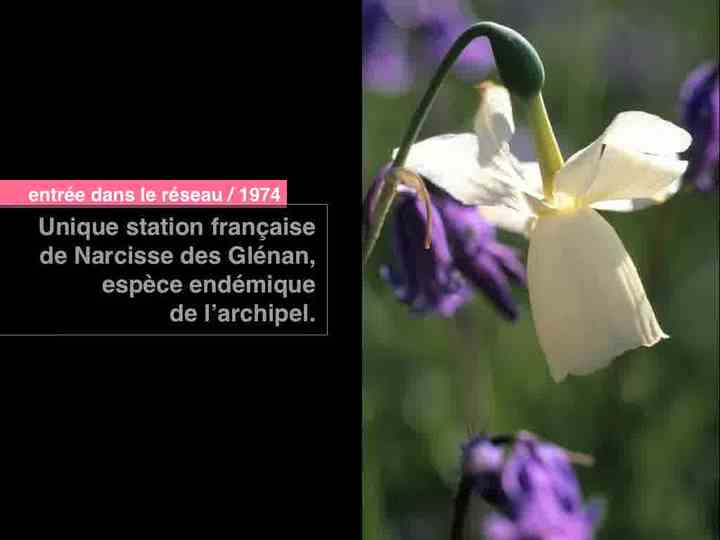 entrée dans le réseau / 1974
Unique station française
de Narcisse des Glénan,
espèce endémique
de l’archipel.